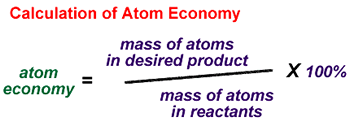 Calculation of Atom Economy
mass of atoms
in desired product
atom
economy = X 100%
mass of atoms
in reactants